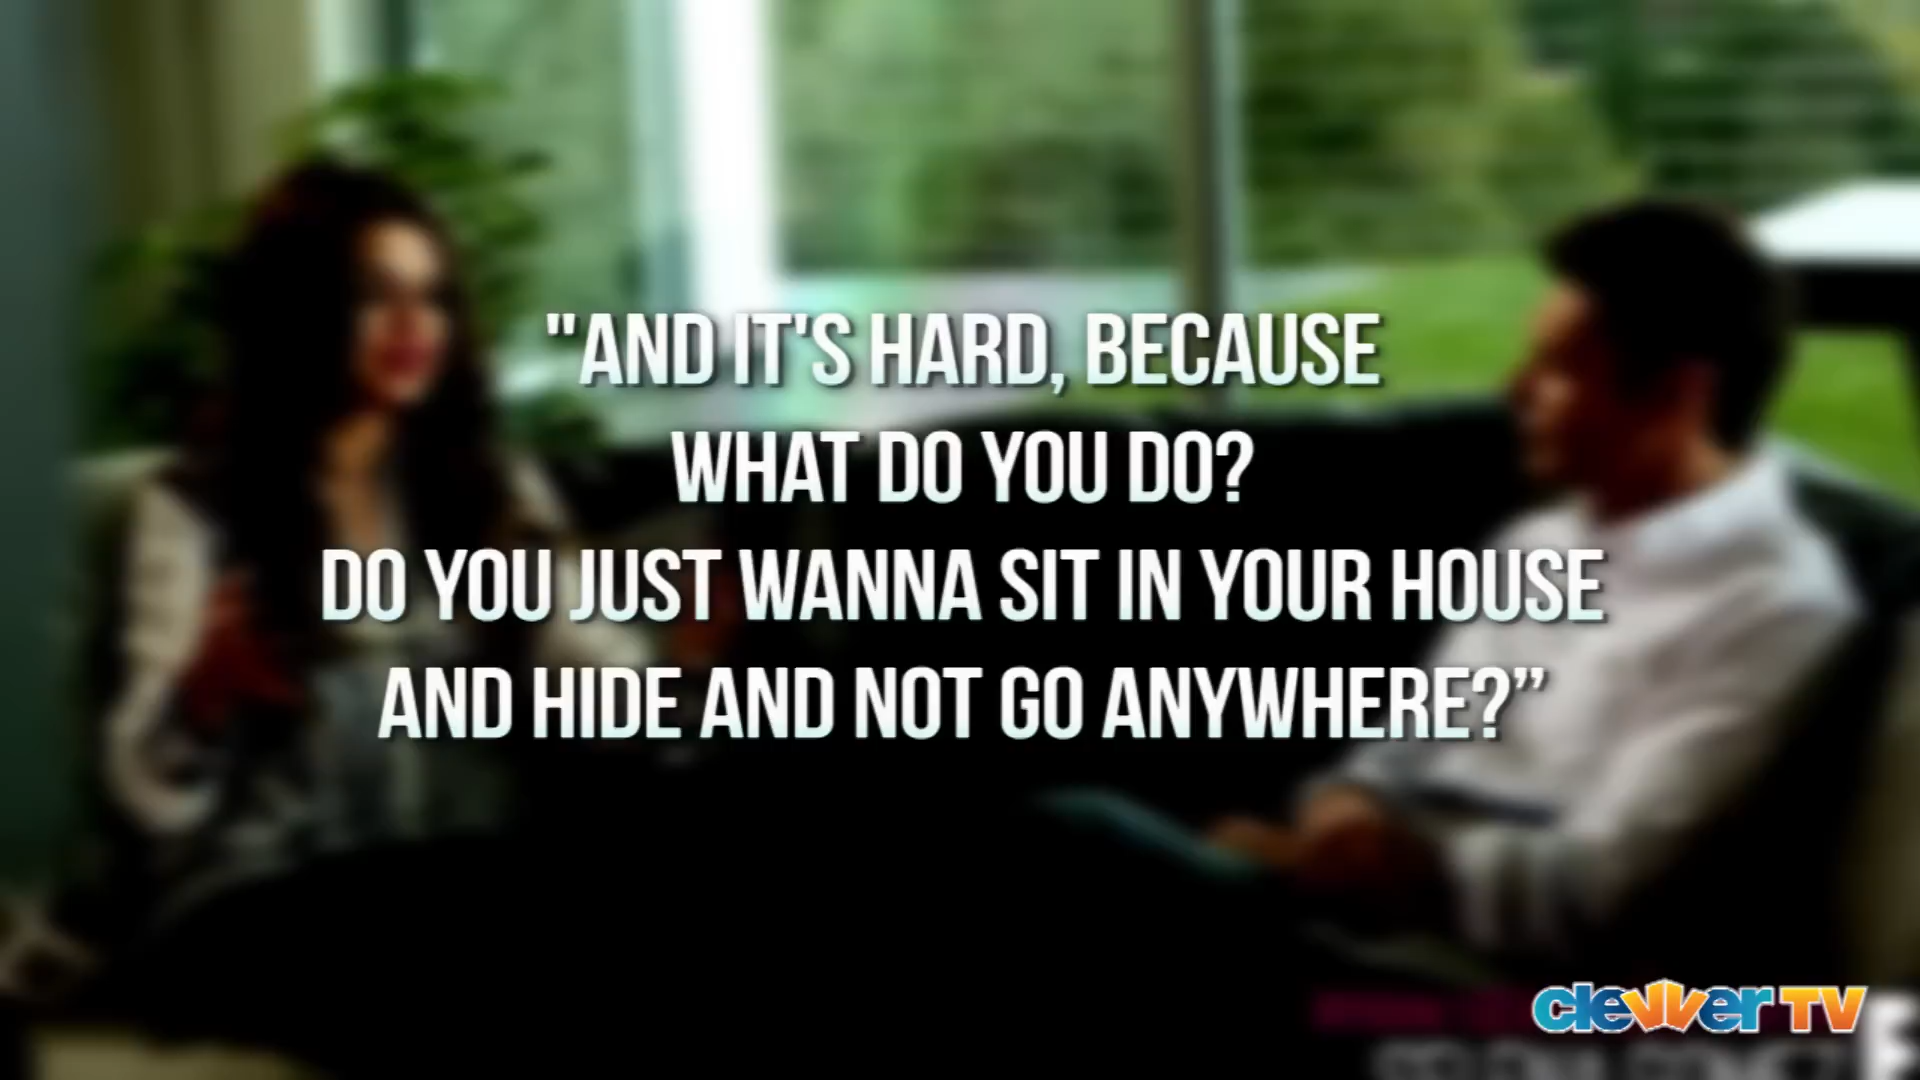 "AND IT'S HARD, BECAUSE
WHAT DO YOU DO?
DO YOU JUST WANNA SIT IN YOUR HOUSE
AND HIDE AND NOT GO ANYWHERE?”
clevver TV